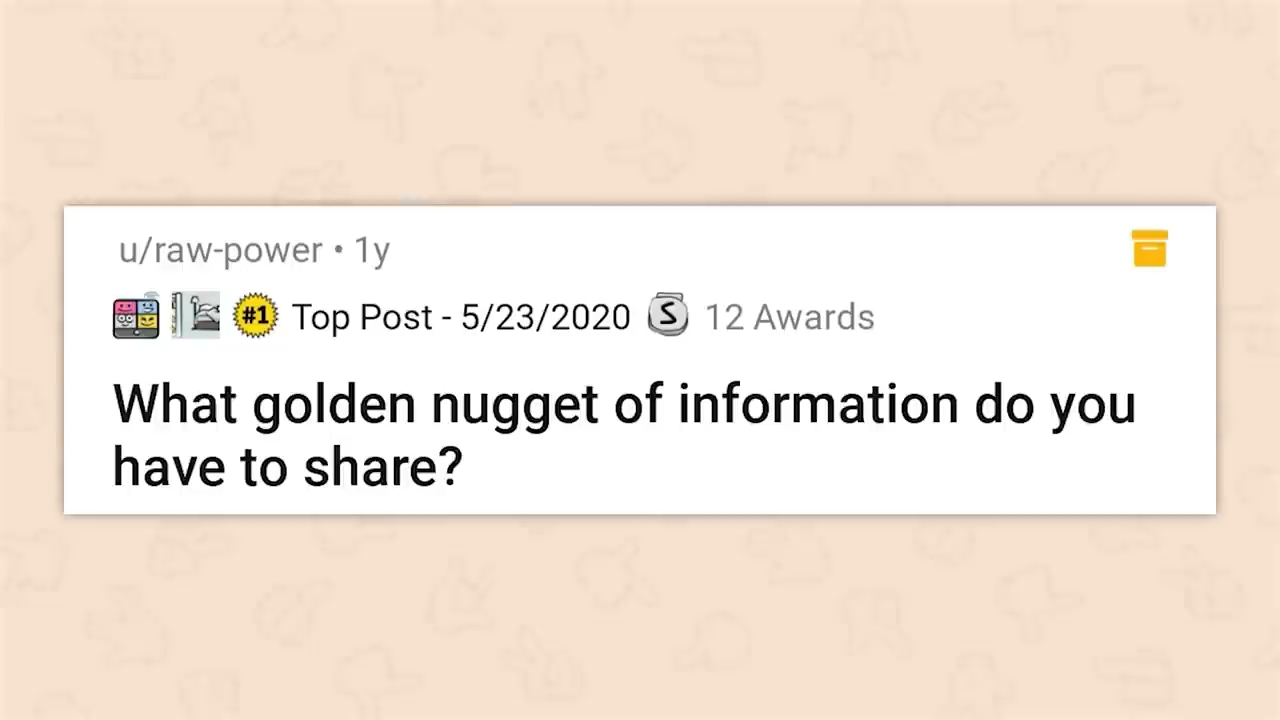 u/raw-power • 1y
#1 Top Post - 5/23/2020 S 12 Awards
What golden nugget of information do you
have to share?